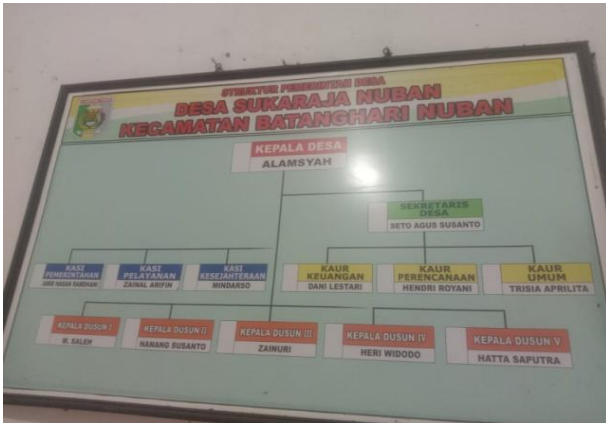 STRUKTUR PEMERINTAH DESA
DESA SUKARAJA NUBAN
KECAMATAN BATANGHARI NUBAN
KEPALA DESA
ALAMSYAH
SEKRETARIS
DESA
SETO AGUS SUSANTO
KASI
PEMERINTAHAN
KASI
PELAYANAN
ZAINAL ARIFIN
KASI
KESEJAHTERAAN
MINDARSO
KAUR
KEUANGAN
DANI LESTARI
KAUR
PERENCANAAN
HENDRI ROYANI
KAUR
UMUM
TRISIA APRILITA
KEPALA DUSUN I
M. SALEH
KEPALA DUSUN II
NANANG SUSANTO
KEPALA DUSUN III
ZAINURI
KEPALA DUSUN IV
HERI WIDODO
KEPALA DUSUN V
HATTA SAPUTRA